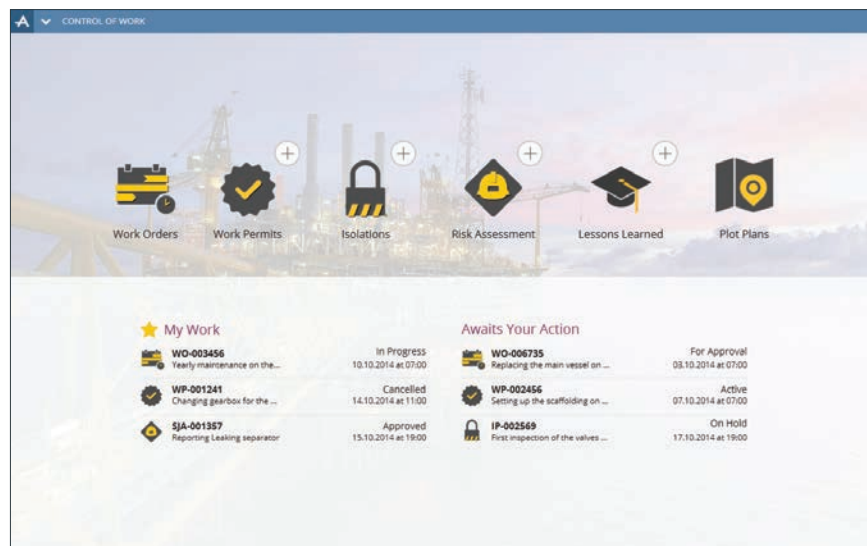 CONTROL OF WORK
Work Orders
Work Permits
Isolations
Risk Assessment
Lessons Learned
Plot Plans
My Work
WO-003456
In Progress
Yearly maintenance on the...
10.10.2014 at 07:00
WP-001241
Cancelled
Changing gearbox for the ...
14.10.2014 at 11:00
SJA-001357
Approved
Reporting Leaking separator
15.10.2014 at 19:00
Awaits Your Action
WO-006735
For Approval
Replacing the main vessel on ...
03.10.2014 at 07:00
WP-002456
Active
Setting up the scaffolding on ...
07.10.2014 at 07:00
IP-002569
On Hold
First inspection of the valves ...
17.10.2014 at 19:00